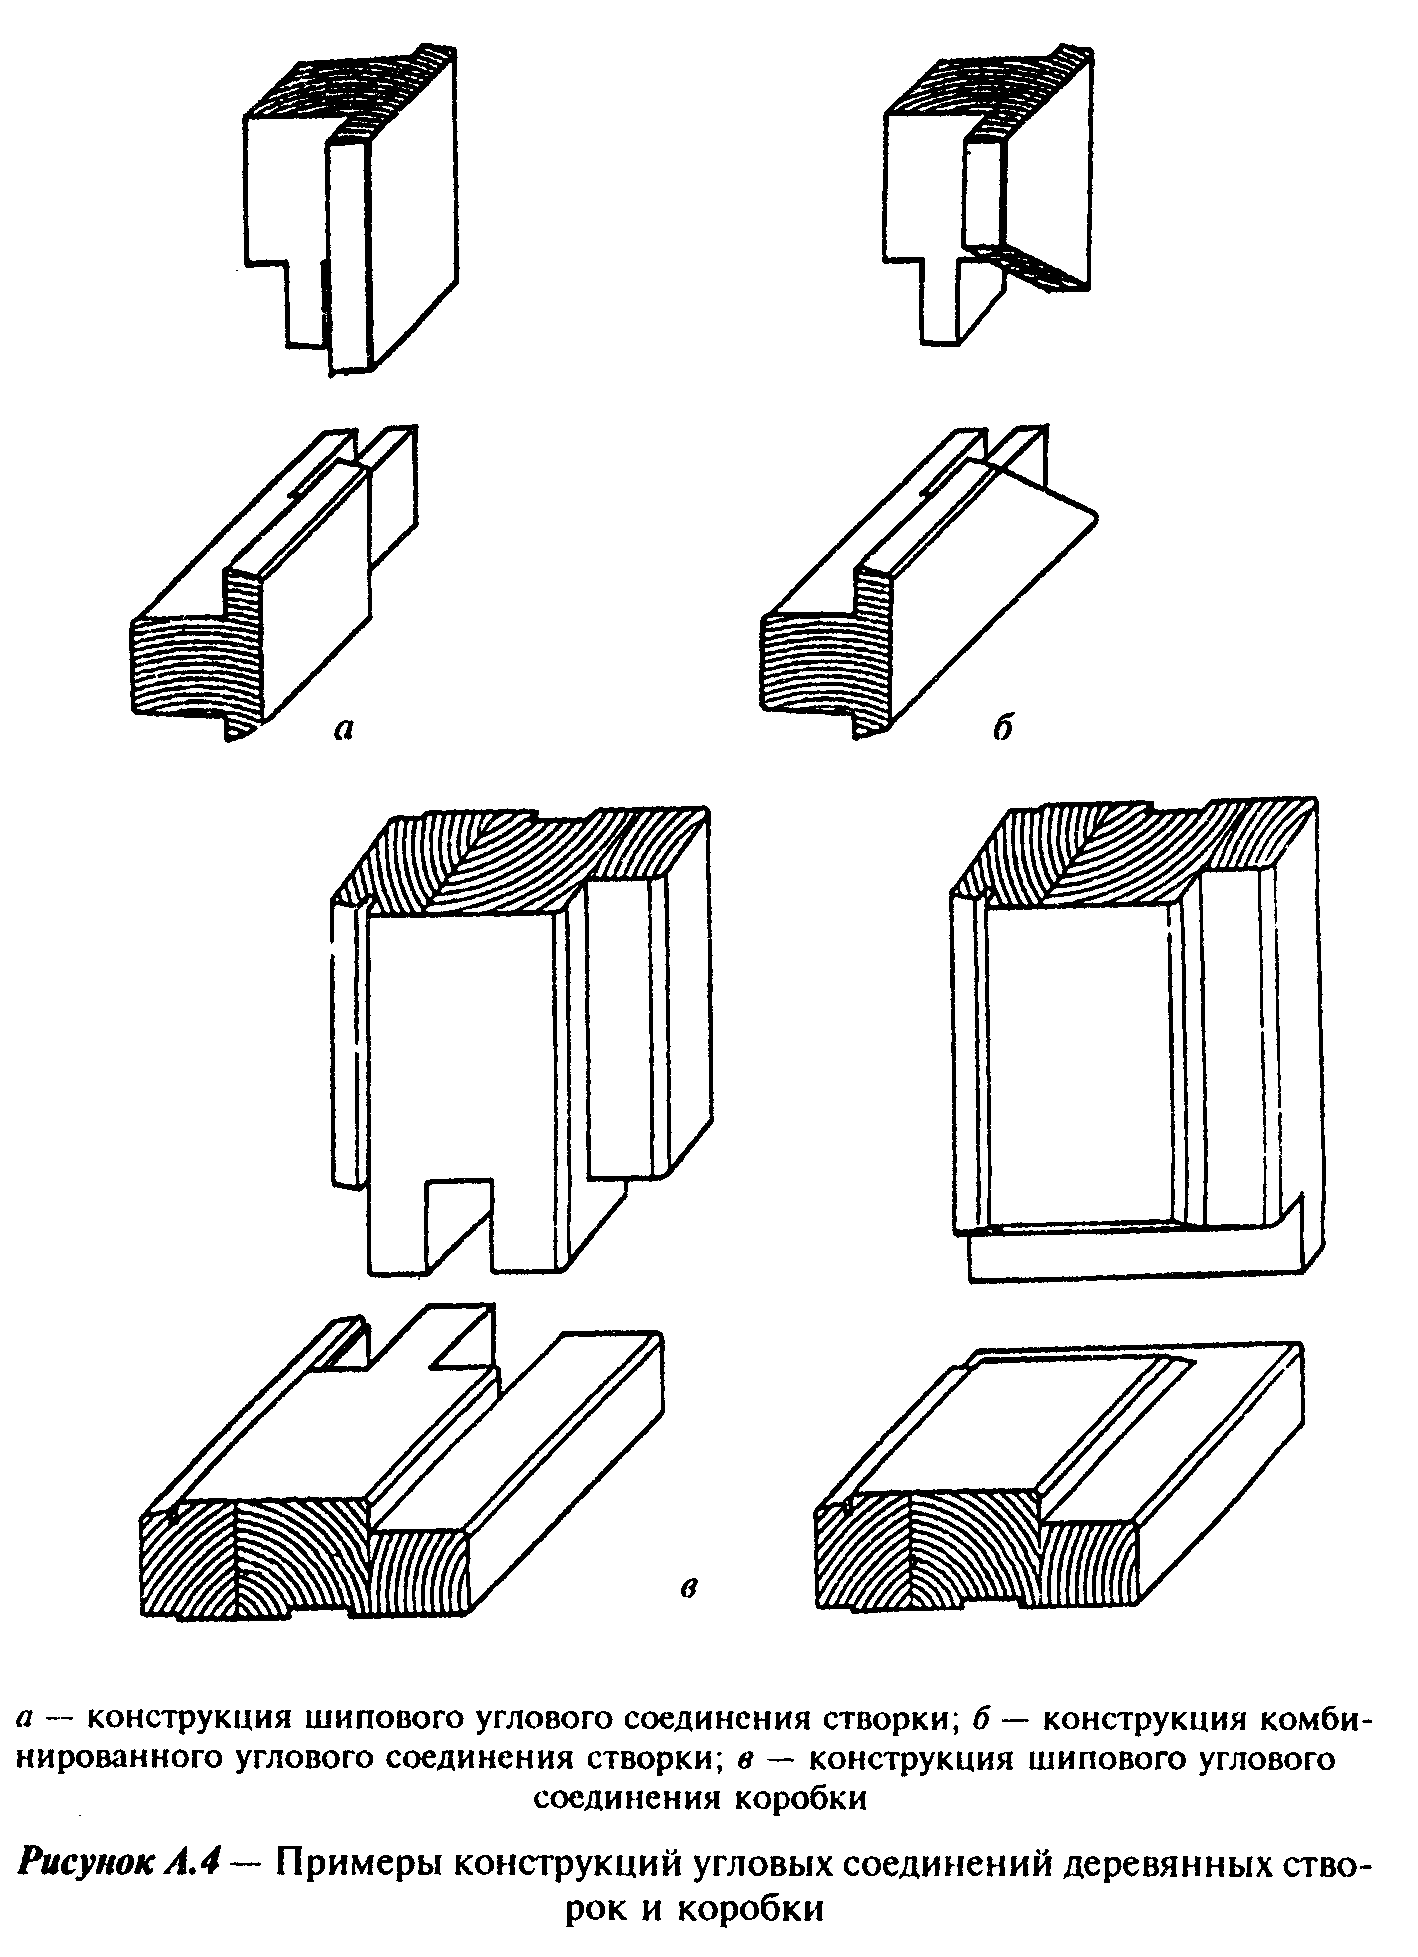 а
б
в
а — конструкция шипового углового соединения створки; б — конструкция комби-
нированного углового соединения створки; в — конструкция шипового углового
соединения коробки
Рисунок А.4 — Примеры конструкций угловых соединений деревянных ство-
рок и коробки